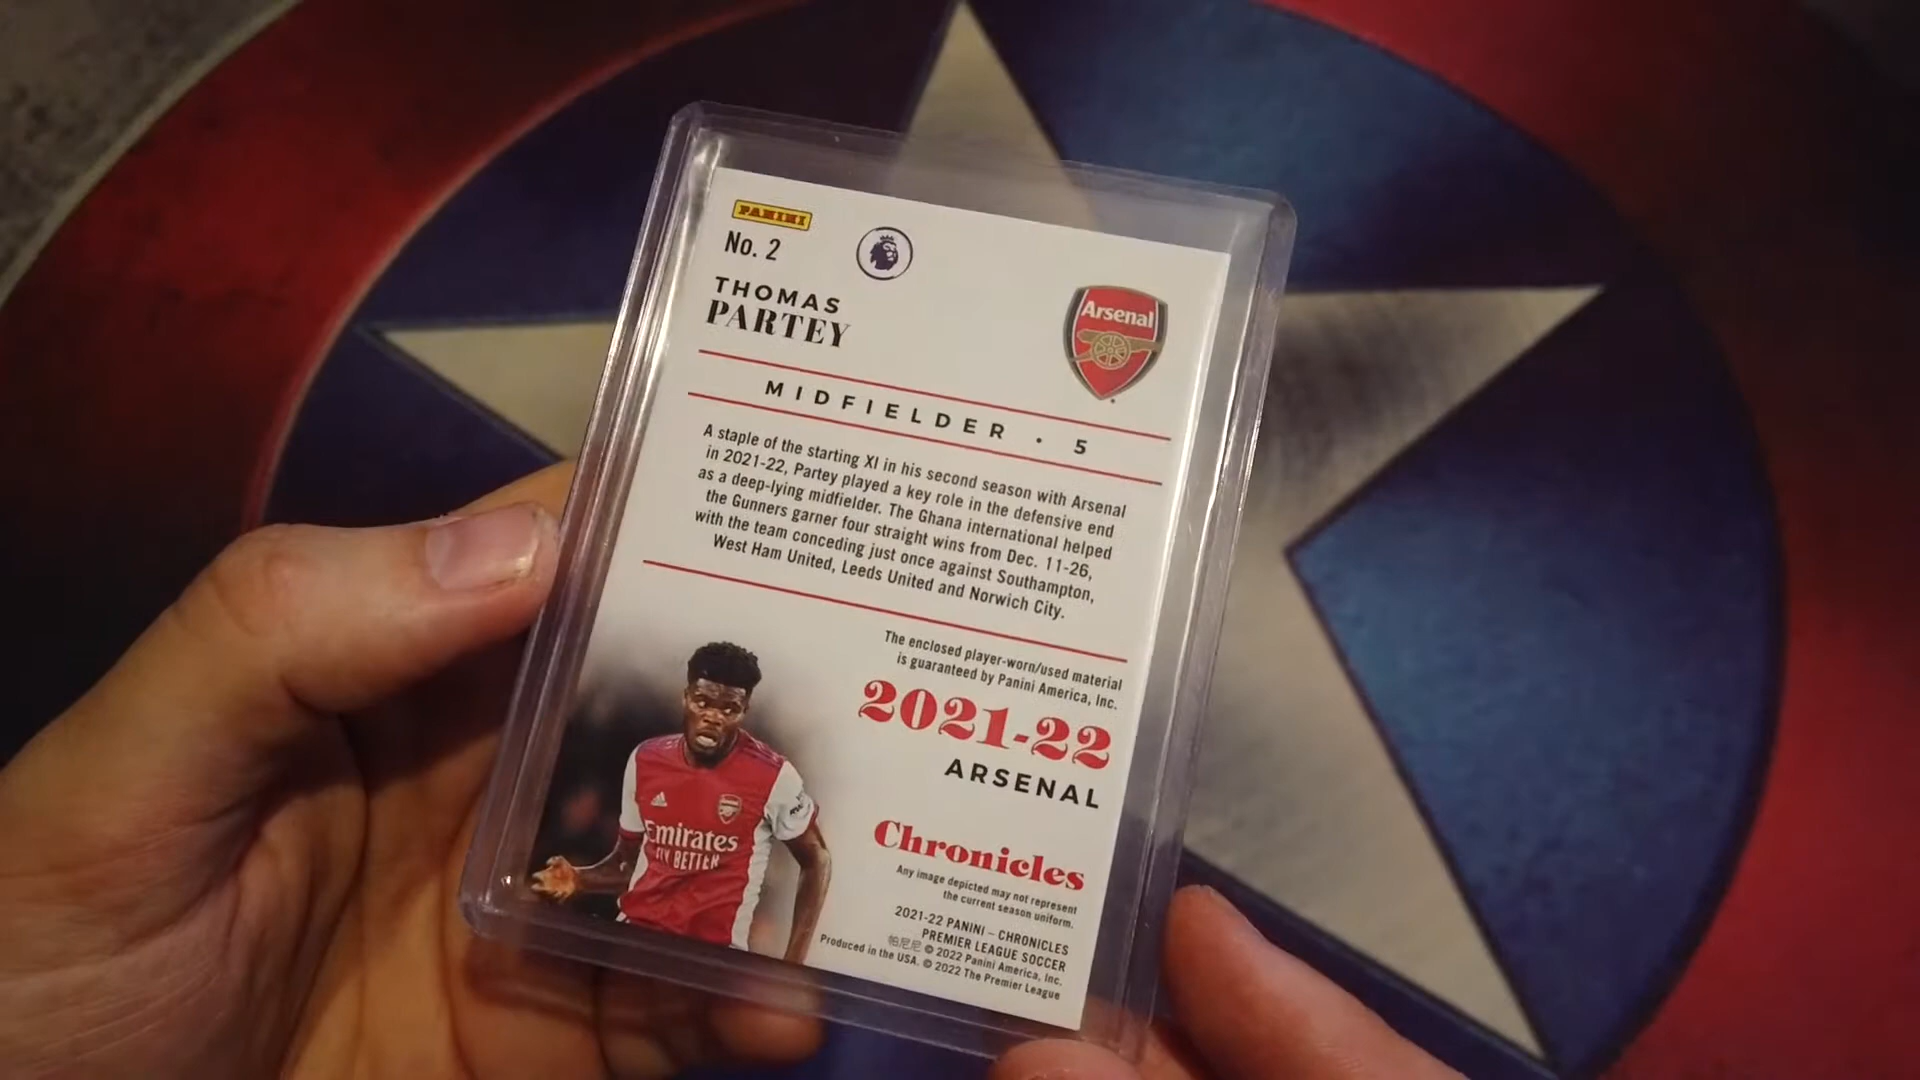 PANINI
No. 2
THOMAS
PARTEY
Arsenal
MIDFIELDER · 5
A staple of the starting XI in his second season with Arsenal
in 2021-22, Partey played a key role in the defensive end
as a deep-lying midfielder. The Ghana international helped
the Gunners garner four straight wins from Dec. 11-26,
with the team conceding just once against Southampton,
West Ham United, Leeds United and Norwich City.
The enclosed player-worn/used material
is guaranteed by Panini America, Inc.
2021-22
ARSENAL
Emirates
FLY BETTER
Chronicles
Any image depicted may not represent
the current season uniform.
2021-22 PANINI – CHRONICLES
PREMIER LEAGUE SOCCER
帕尼尼 © 2022 Panini America, Inc.
Produced in the USA. © 2022 The Premier League